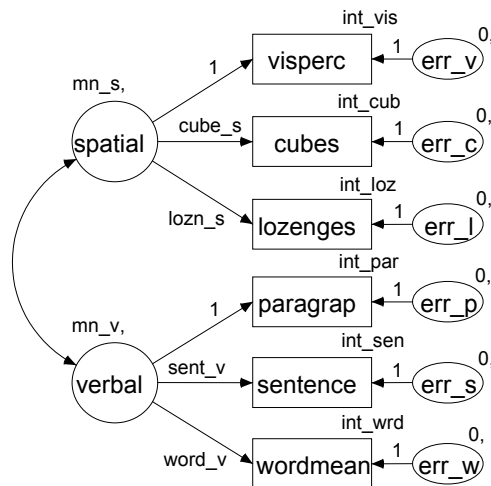 int_vis
0,
1
visperc
1
err_v
mn_s,
int_cub
0,
spatial
cube_s
cubes
1
err_c
int_loz
0,
lozn_s
lozenges
1
err_l
int_par
0,
1
paragrap
1
err_p
mn_v,
int_sen
0,
verbal
sent_v
sentence
1
err_s
int_wrd
0,
word_v
wordmean
1
err_w